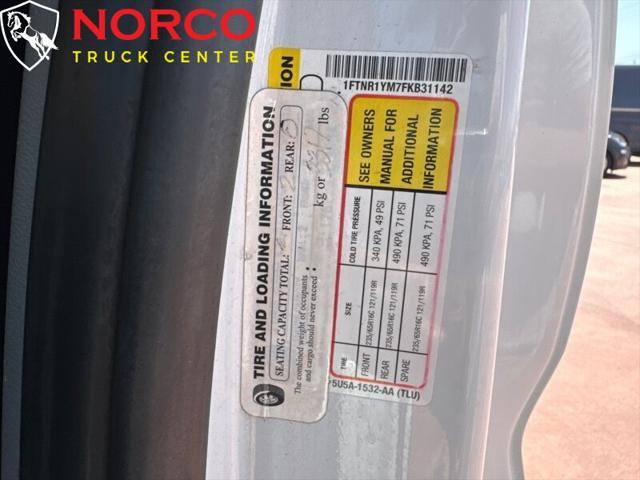 NORCO
TRUCK CENTER
TIRE AND LOADING INFORMATION
SEATING CAPACITY TOTAL: 2 FRONT: 2 REAR: 0
The combined weight of occupants
and cargo should never exceed: kg or lbs
1FTNR1YM7FKB31142
SEE OWNERS
MANUAL FOR
ADDITIONAL
INFORMATION
TIRE SIZE COLD TIRE PRESSURE
FRONT 235/65R16C 121/119R 340 KPA, 49 PSI
REAR 235/65R16C 121/119R 490 KPA, 71 PSI
SPARE 235/65R16C 121/119R 490 KPA, 71 PSI
5U5A-1532-AA (TLU)